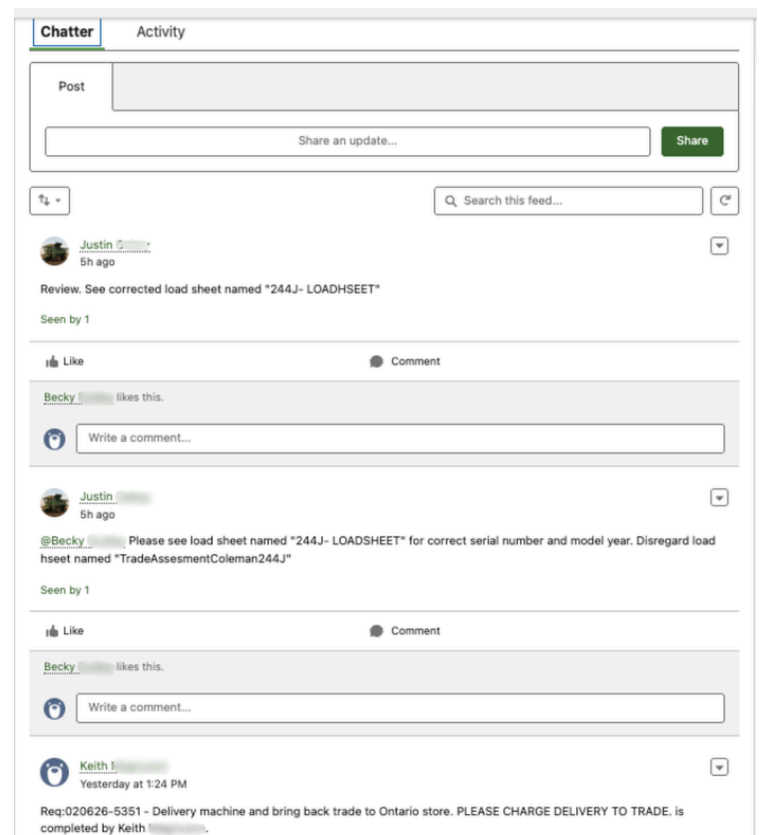 Chatter
Activity
Post
Share an update...
Share
Search this feed...
Justin
5h ago
Review. See corrected load sheet named "244J- LOADHSEET"
Seen by 1
Like
Comment
Becky likes this.
Write a comment...
Justin
5h ago
@Becky Please see load sheet named "244J- LOADSHEET" for correct serial number and model year. Disregard load
hseet named "TradeAssesmentColeman244J"
Seen by 1
Like
Comment
Becky likes this.
Write a comment...
Keith
Yesterday at 1:24 PM
Req:020626-5351 - Delivery machine and bring back trade to Ontario store. PLEASE CHARGE DELIVERY TO TRADE. is
completed by Keith .